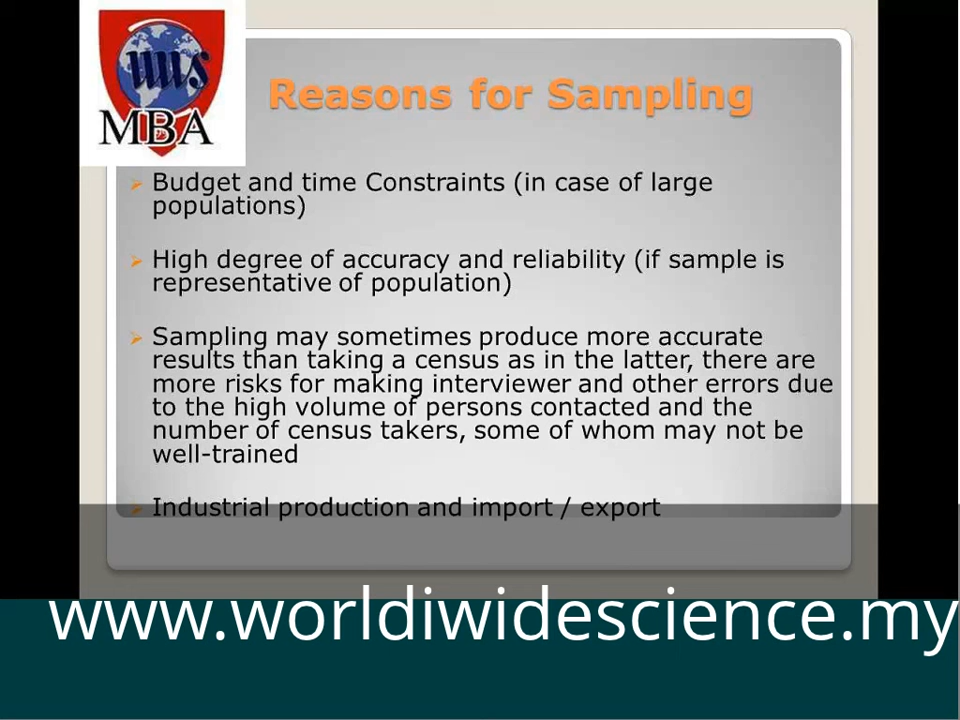 wws
MBA
Reasons for Sampling
Budget and time Constraints (in case of large
populations)
High degree of accuracy and reliability (if sample is
representative of population)
Sampling may sometimes produce more accurate
results than taking a census as in the latter, there are
more risks for making interviewer and other errors due
to the high volume of persons contacted and the
number of census takers, some of whom may not be
well-trained
Industrial production and import / export
www.worldiwidescience.my